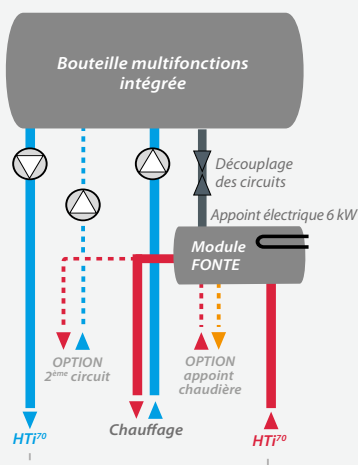 Bouteille multifonctions
intégrée
Découplage
des circuits
Appoint électrique 6 kW
Module
FONTE
OPTION
2ème circuit
OPTION
appoint
chaudière
Chauffage
HTi70
HTi70